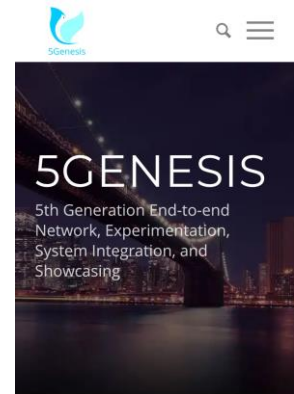 5Genesis
5GENESIS
5th Generation End-to-end
Network, Experimentation,
System Integration, and
Showcasing